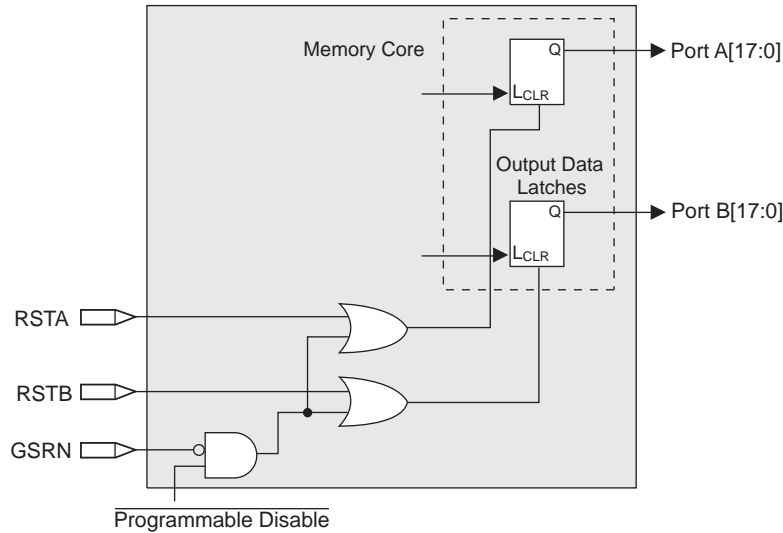 Memory Core
Q
Port A[17:0]
LCLR
Output Data
Latches
Q
Port B[17:0]
LCLR
RSTA
RSTB
GSRN
Programmable Disable